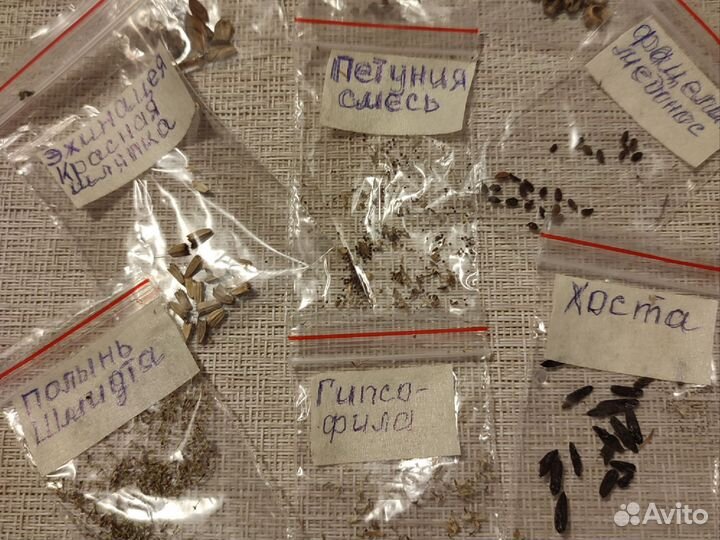 Эхинацея
Красная
шляпка
Петуния
смесь
Фацелия
медонос
Полынь
Шмидта
Гипсо-
фила
Хоста
Avito